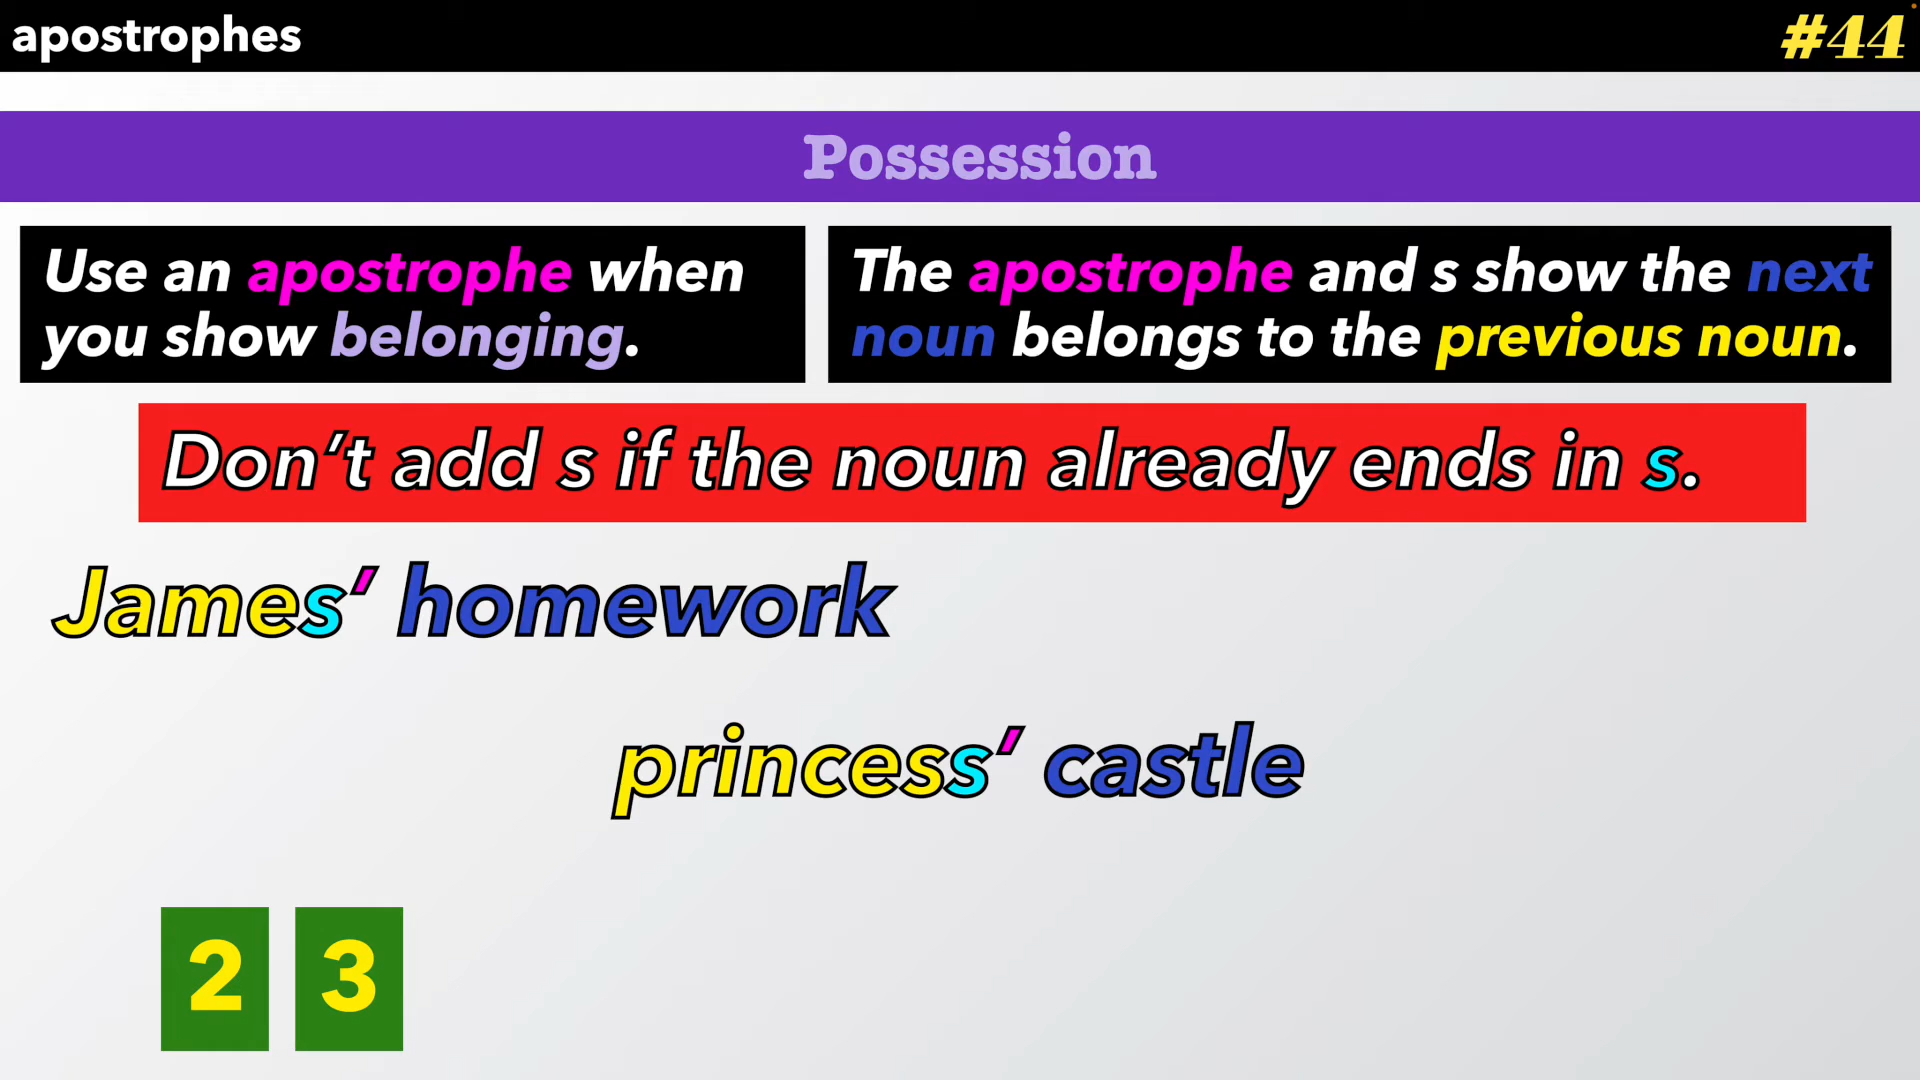 apostrophes
#44
Possession
Use an apostrophe when
you show belonging.
The apostrophe and s show the next
noun belongs to the previous noun.
Don’t add s if the noun already ends in s.
James’ homework
princess’ castle
2 3